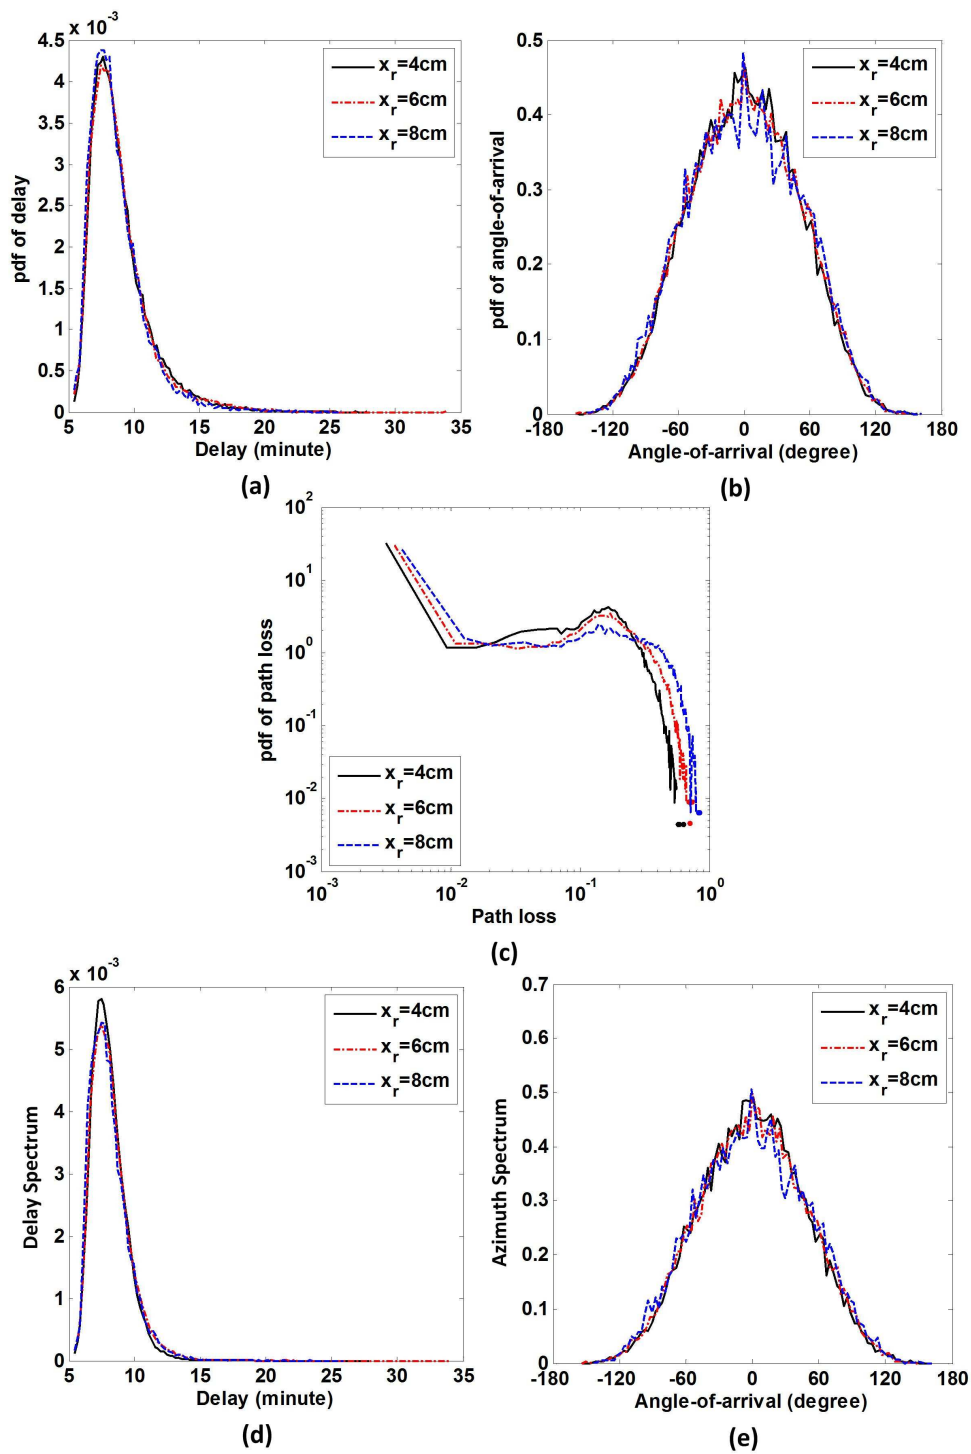 x 10⁻³
4.5
4
3.5
3
2.5
2
1.5
1
0.5
0
pdf of delay
5 10 15 20 25 30 35
Delay (minute)
x_r=4cm
x_r=6cm
x_r=8cm
(a)
0.5
0.4
0.3
0.2
0.1
0
pdf of angle-of-arrival
-180 -120 -60 0 60 120 180
Angle-of-arrival (degree)
x_r=4cm
x_r=6cm
x_r=8cm
(b)
10²
10¹
10⁰
10⁻¹
10⁻²
10⁻³
pdf of path loss
10⁻³ 10⁻² 10⁻¹ 10⁰
Path loss
x_r=4cm
x_r=6cm
x_r=8cm
(c)
x 10⁻³
6
5
4
3
2
1
0
Delay Spectrum
5 10 15 20 25 30 35
Delay (minute)
x_r=4cm
x_r=6cm
x_r=8cm
(d)
0.7
0.6
0.5
0.4
0.3
0.2
0.1
0
Azimuth Spectrum
-180 -120 -60 0 60 120 180
Angle-of-arrival (degree)
x_r=4cm
x_r=6cm
x_r=8cm
(e)